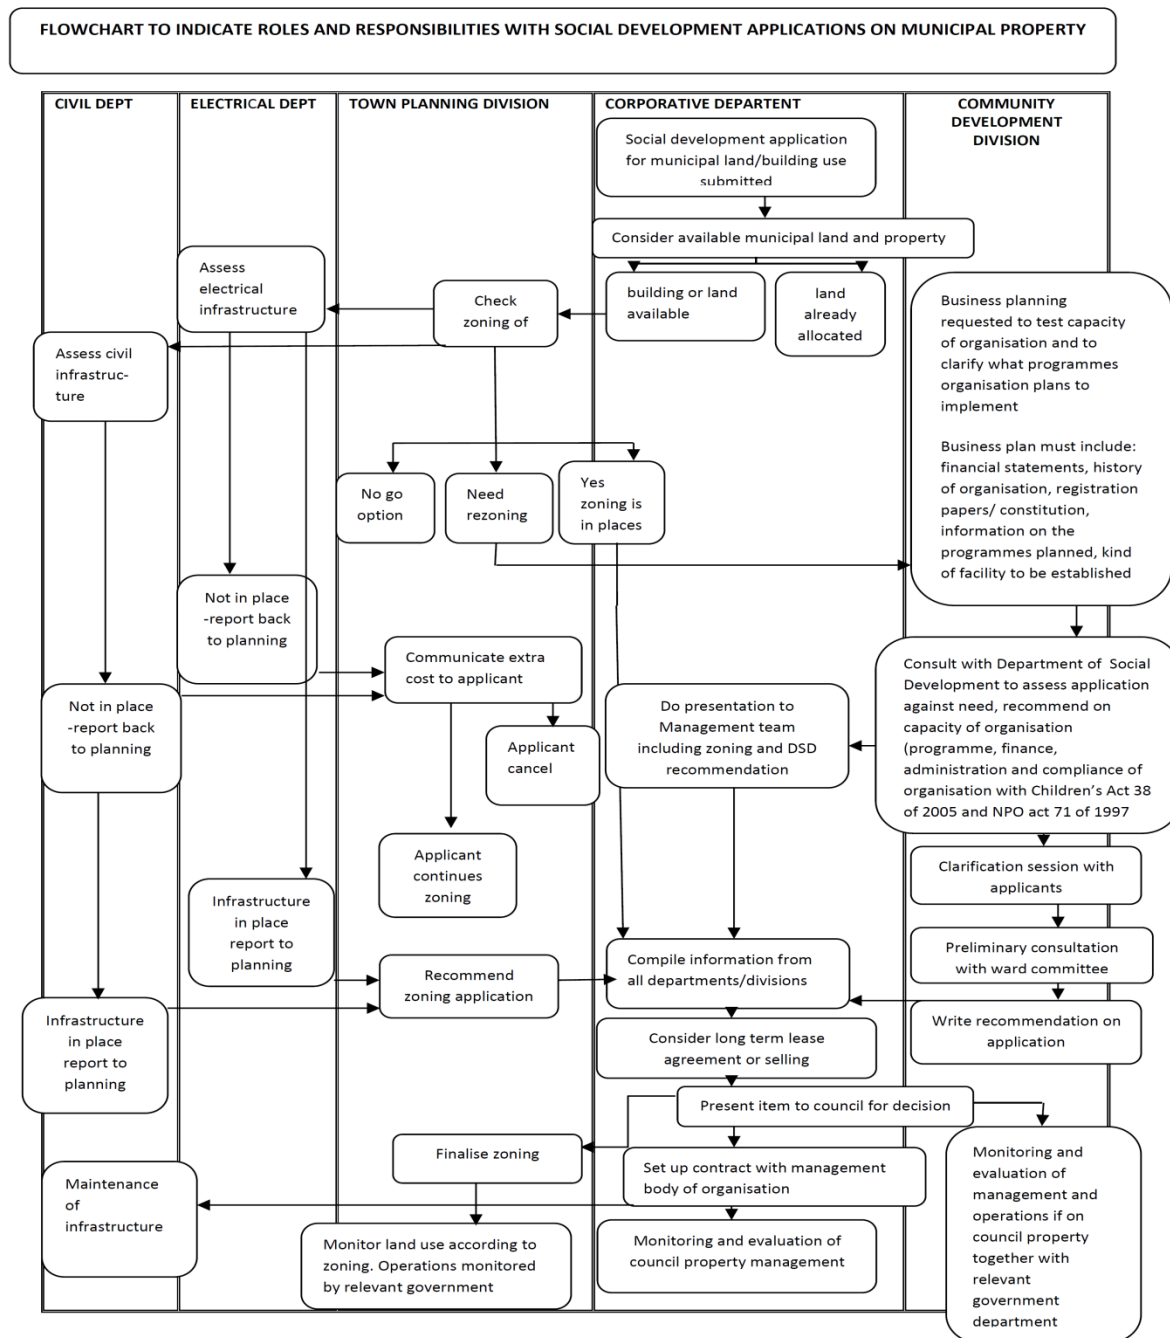 FLOWCHART TO INDICATE ROLES AND RESPONSIBILITIES WITH SOCIAL DEVELOPMENT APPLICATIONS ON MUNICIPAL PROPERTY
CIVIL DEPT
ELECTRICAL DEPT
TOWN PLANNING DIVISION
CORPORATIVE DEPARTENT
COMMUNITY
DEVELOPMENT
DIVISION
Social development application
for municipal land/building use
submitted
Consider available municipal land and property
building or land
available
land
already
allocated
Check
zoning of
Assess
electrical
infrastructure
Assess civil
infrastruc-
ture
Business planning
requested to test capacity
of organisation and to
clarify what programmes
organisation plans to
implement
Business plan must include:
financial statements, history
of organisation, registration
papers/ constitution,
information on the
programmes planned, kind
of facility to be established
No go
option
Need
rezoning
Yes
zoning is
in places
Not in place
-report back
to planning
Communicate extra
cost to applicant
Not in place
-report back
to planning
Applicant
cancel
Do presentation to
Management team
including zoning and DSD
recommendation
Consult with Department of Social
Development to assess application
against need, recommend on
capacity of organisation
(programme, finance,
administration and compliance of
organisation with Children's Act 38
of 2005 and NPO act 71 of 1997
Applicant
continues
zoning
Clarification session with
applicants
Infrastructure
in place
report to
planning
Preliminary consultation
with ward committee
Recommend
zoning application
Compile information from
all departments/divisions
Write recommendation on
application
Infrastructure
in place
report to
planning
Consider long term lease
agreement or selling
Present item to council for decision
Finalise zoning
Set up contract with management
body of organisation
Maintenance
of
infrastructure
Monitor land use according to
zoning. Operations monitored
by relevant government
Monitoring and evaluation of
council property management
Monitoring and
evaluation of
management and
operations if on
council property
together with
relevant
government
department